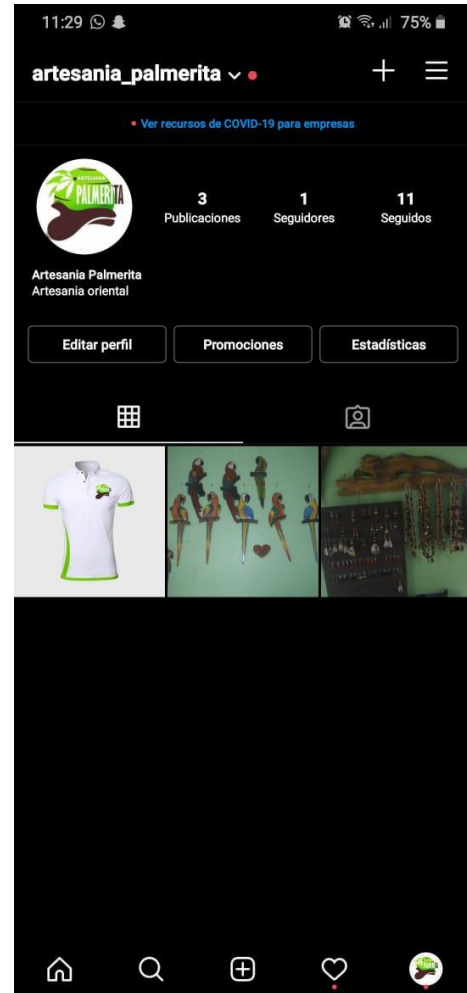 11:29
75%
artesania_palmerita
Ver recursos de COVID-19 para empresas
ARTESANIA
PALMERITA
3
Publicaciones
1
Seguidores
11
Seguidos
Artesania Palmerita
Artesania oriental
Editar perfil
Promociones
Estadísticas